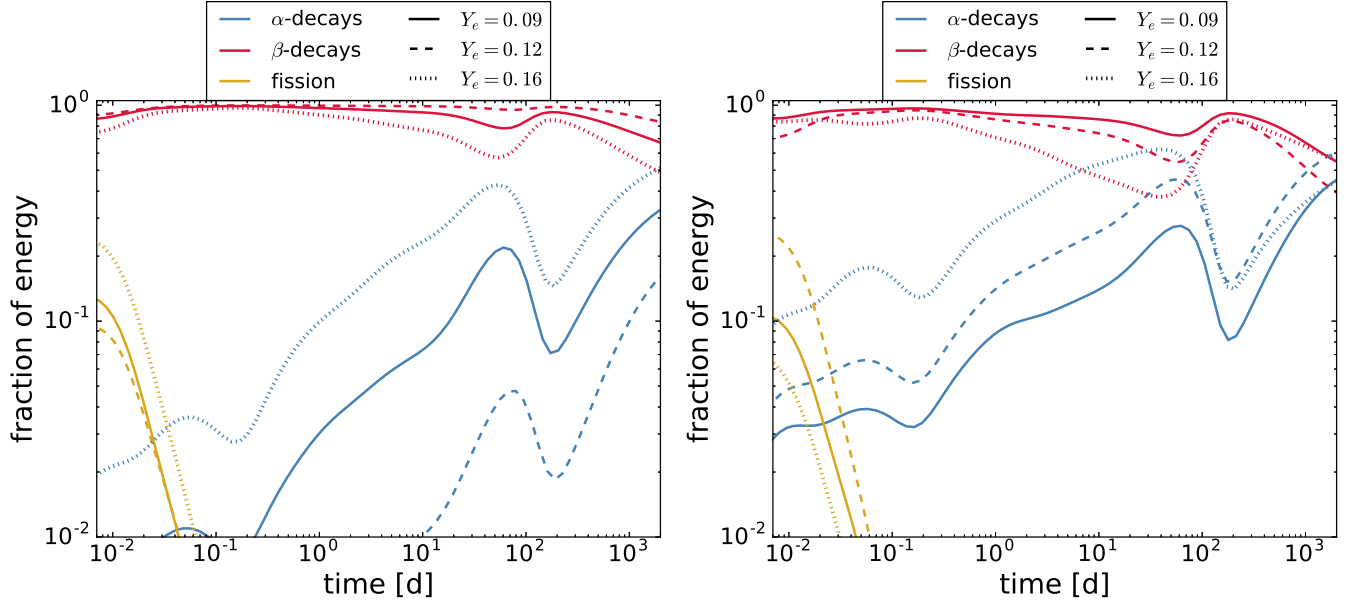 α-decays Y_e = 0.09
β-decays Y_e = 0.12
fission Y_e = 0.16
10^0
10^-1
10^-2
fraction of energy
10^-2 10^-1 10^0 10^1 10^2 10^3
time [d]
α-decays Y_e = 0.09
β-decays Y_e = 0.12
fission Y_e = 0.16
10^0
10^-1
10^-2
fraction of energy
10^-2 10^-1 10^0 10^1 10^2 10^3
time [d]